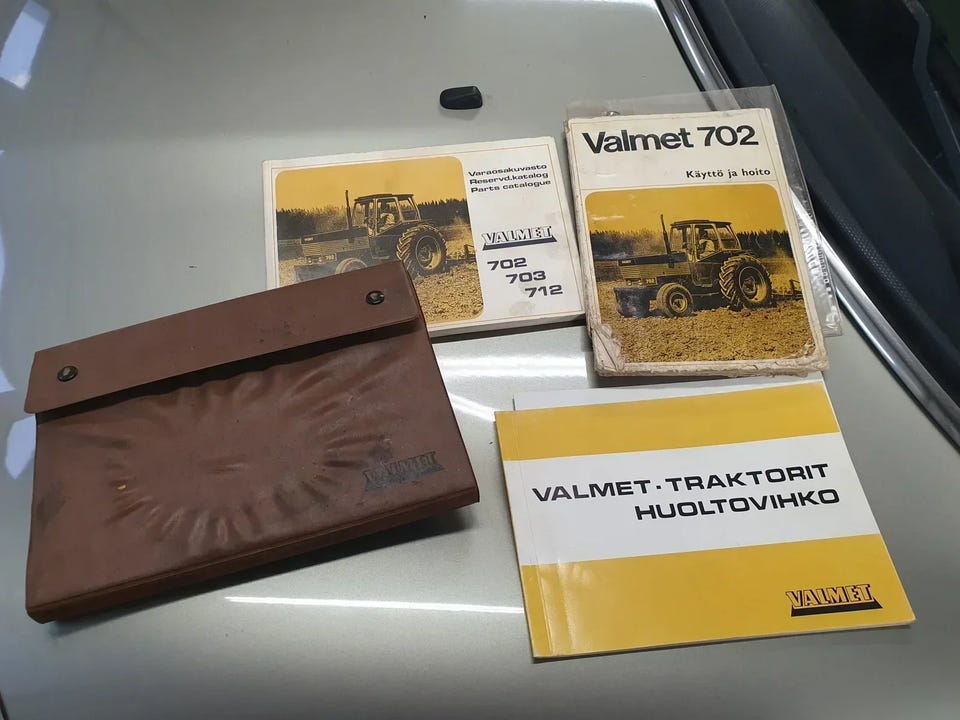 Varaosakuvasto
Reservd.katalog
Parts catalogue
VALMET
702
703
712
Valmet 702
Käyttö ja hoito
VALMET
VALMET-TRAKTORIT
HUOLTOVIHKO
VALMET